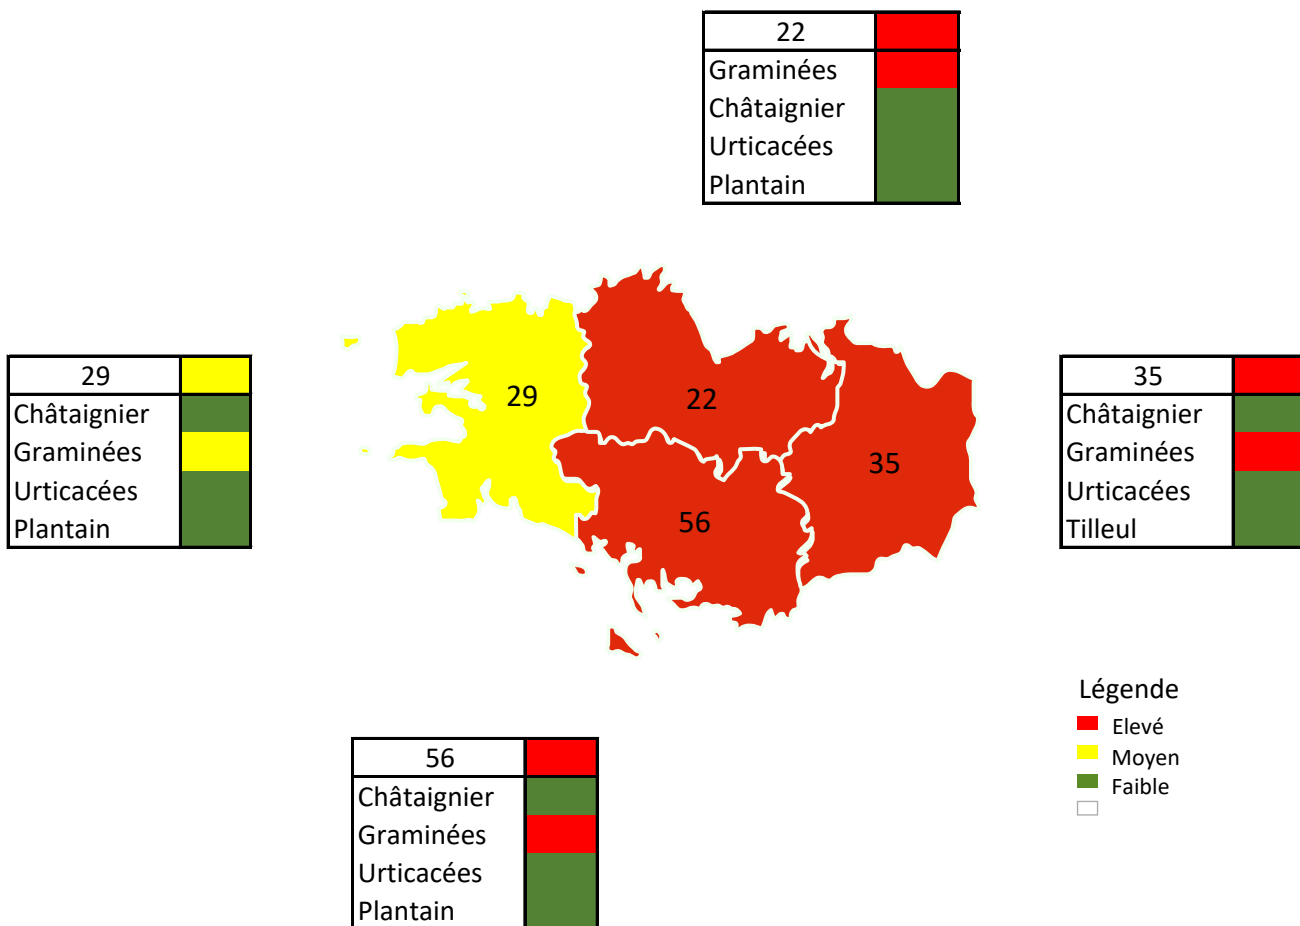 22
Graminées
Châtaignier
Urticacées
Plantain
29
Châtaignier
Graminées
Urticacées
Plantain
29
22
35
56
35
Châtaignier
Graminées
Urticacées
Tilleul
Légende
Elevé
Moyen
Faible
56
Châtaignier
Graminées
Urticacées
Plantain